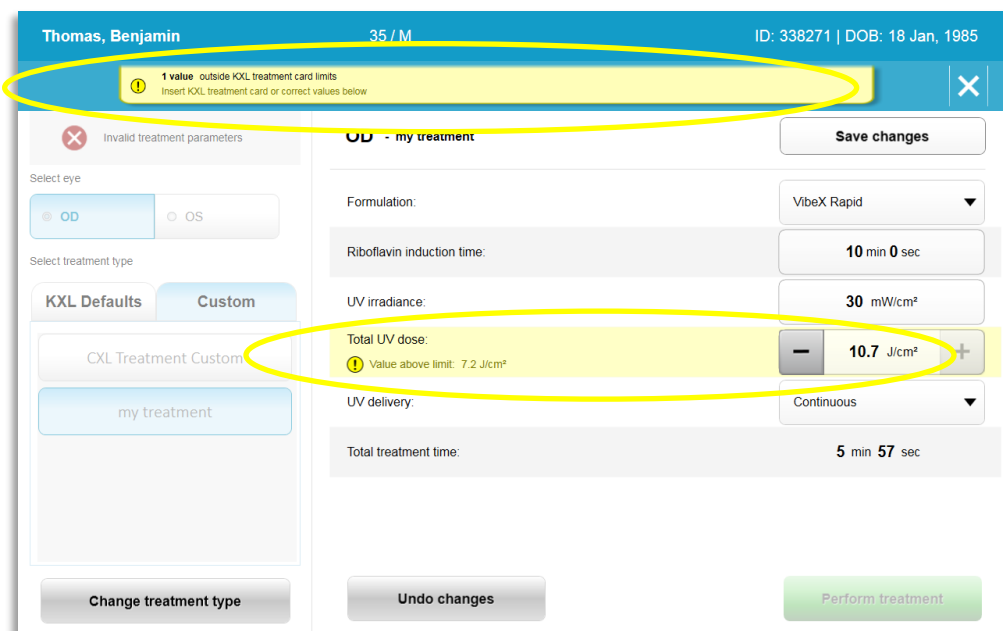 Thomas, Benjamin 35 / M ID: 338271 | DOB: 18 Jan, 1985
1 value outside KXL treatment card limits
Insert KXL treatment card or correct values below
Invalid treatment parameters
OD - my treatment
Save changes
Select eye
OD OS
Select treatment type
KXL Defaults Custom
CXL Treatment Custom
my treatment
Change treatment type
Formulation: VibeX Rapid
Riboflavin induction time: 10 min 0 sec
UV irradiance: 30 mW/cm²
Total UV dose: 10.7 J/cm²
Value above limit: 7.2 J/cm²
UV delivery: Continuous
Total treatment time: 5 min 57 sec
Undo changes
Perform treatment